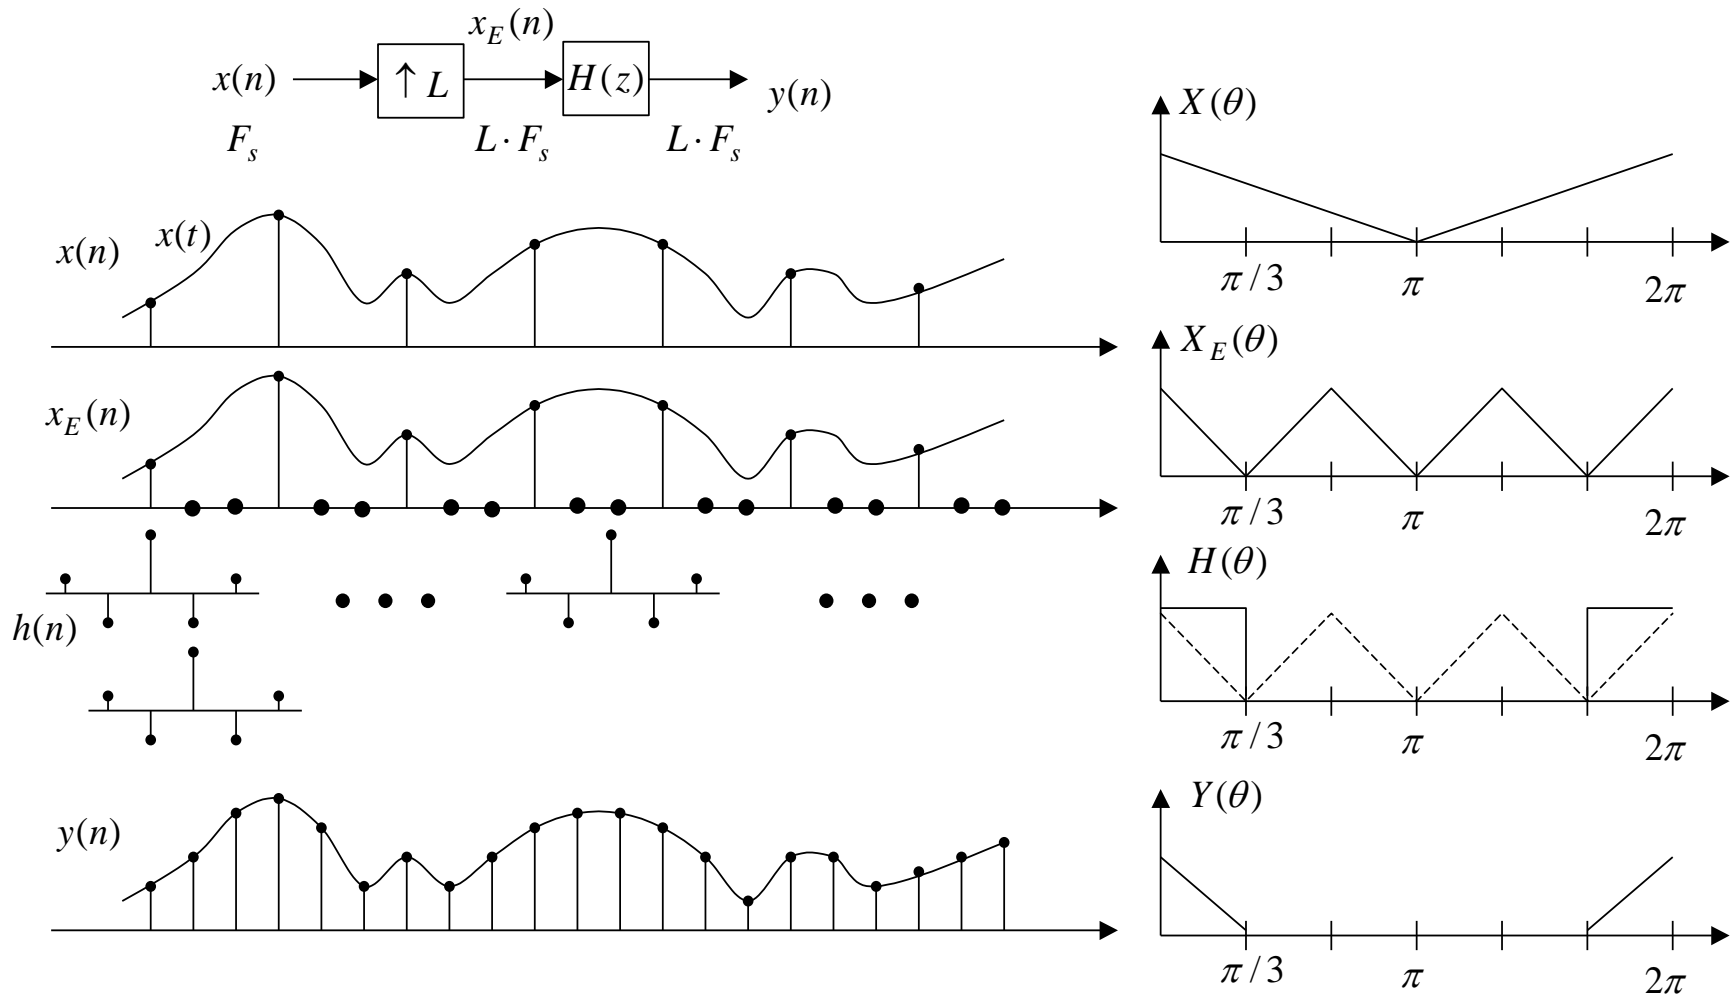 x_E(n)
x(n) ↑ L H(z) y(n)
F_s L·F_s L·F_s
x(n) x(t)
x_E(n)
h(n)
y(n)
X(θ)
π/3 π 2π
X_E(θ)
π/3 π 2π
H(θ)
π/3 π 2π
Y(θ)
π/3 π 2π